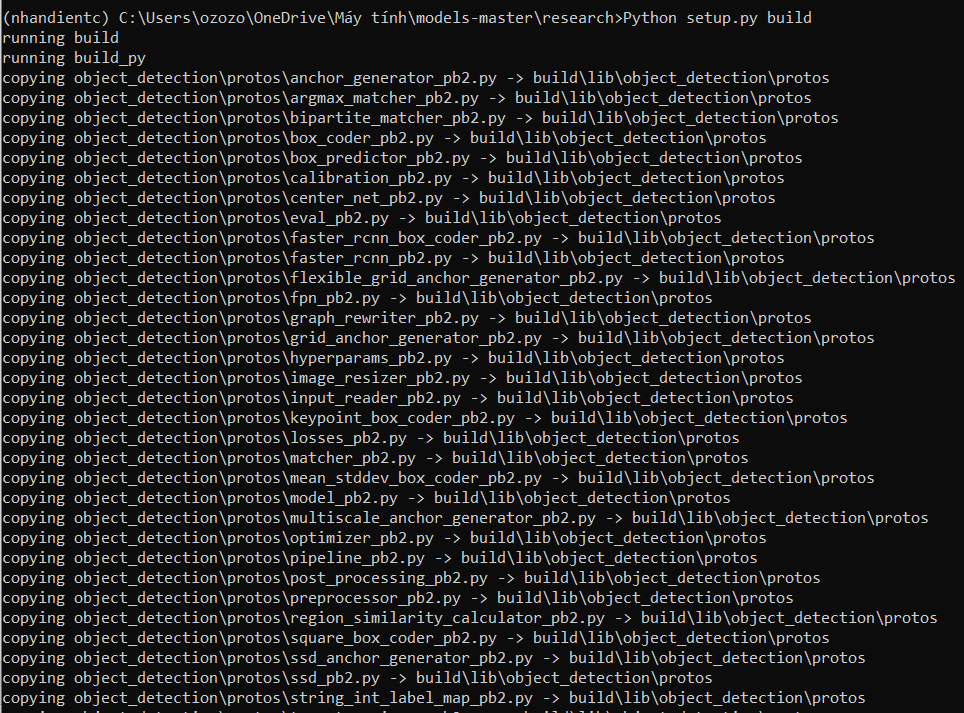 (nhandientc) C:\Users\ozozo\OneDrive\Máy tính\models-master\research>Python setup.py build
running build
running build_py
copying object_detection\protos\anchor_generator_pb2.py -> build\lib\object_detection\protos
copying object_detection\protos\argmax_matcher_pb2.py -> build\lib\object_detection\protos
copying object_detection\protos\bipartite_matcher_pb2.py -> build\lib\object_detection\protos
copying object_detection\protos\box_coder_pb2.py -> build\lib\object_detection\protos
copying object_detection\protos\box_predictor_pb2.py -> build\lib\object_detection\protos
copying object_detection\protos\calibration_pb2.py -> build\lib\object_detection\protos
copying object_detection\protos\center_net_pb2.py -> build\lib\object_detection\protos
copying object_detection\protos\eval_pb2.py -> build\lib\object_detection\protos
copying object_detection\protos\faster_rcnn_box_coder_pb2.py -> build\lib\object_detection\protos
copying object_detection\protos\faster_rcnn_pb2.py -> build\lib\object_detection\protos
copying object_detection\protos\flexible_grid_anchor_generator_pb2.py -> build\lib\object_detection\protos
copying object_detection\protos\fpn_pb2.py -> build\lib\object_detection\protos
copying object_detection\protos\graph_rewriter_pb2.py -> build\lib\object_detection\protos
copying object_detection\protos\grid_anchor_generator_pb2.py -> build\lib\object_detection\protos
copying object_detection\protos\hyperparams_pb2.py -> build\lib\object_detection\protos
copying object_detection\protos\image_resizer_pb2.py -> build\lib\object_detection\protos
copying object_detection\protos\input_reader_pb2.py -> build\lib\object_detection\protos
copying object_detection\protos\keypoint_box_coder_pb2.py -> build\lib\object_detection\protos
copying object_detection\protos\losses_pb2.py -> build\lib\object_detection\protos
copying object_detection\protos\matcher_pb2.py -> build\lib\object_detection\protos
copying object_detection\protos\mean_stddev_box_coder_pb2.py -> build\lib\object_detection\protos
copying object_detection\protos\model_pb2.py -> build\lib\object_detection\protos
copying object_detection\protos\multiscale_anchor_generator_pb2.py -> build\lib\object_detection\protos
copying object_detection\protos\optimizer_pb2.py -> build\lib\object_detection\protos
copying object_detection\protos\pipeline_pb2.py -> build\lib\object_detection\protos
copying object_detection\protos\post_processing_pb2.py -> build\lib\object_detection\protos
copying object_detection\protos\preprocessor_pb2.py -> build\lib\object_detection\protos
copying object_detection\protos\region_similarity_calculator_pb2.py -> build\lib\object_detection\protos
copying object_detection\protos\square_box_coder_pb2.py -> build\lib\object_detection\protos
copying object_detection\protos\ssd_anchor_generator_pb2.py -> build\lib\object_detection\protos
copying object_detection\protos\ssd_pb2.py -> build\lib\object_detection\protos
copying object_detection\protos\string_int_label_map_pb2.py -> build\lib\object_detection\protos